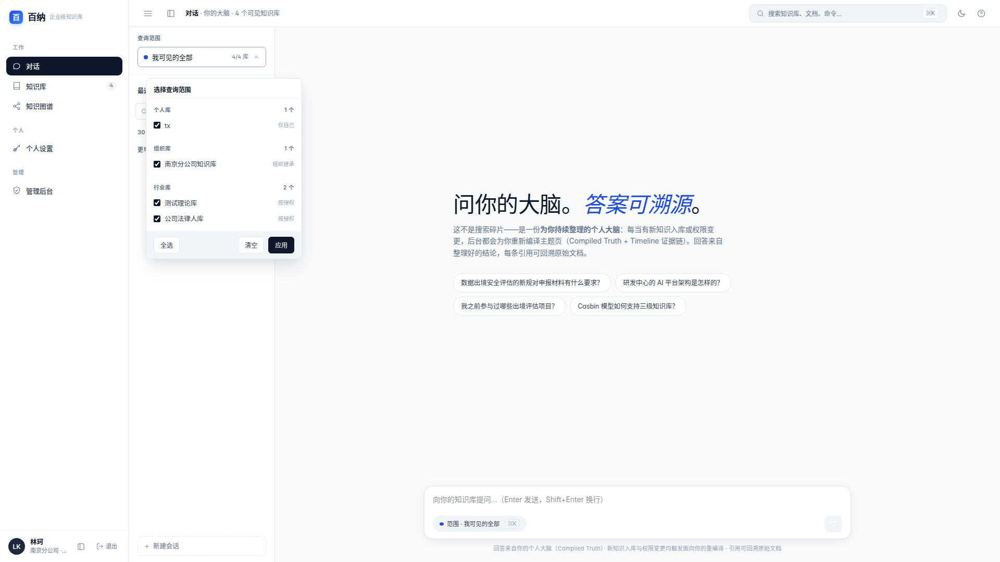 百 百纳 企业级知识库
工作
对话
知识库 4
知识图谱
个人
个人设置
管理
管理后台
LK 林珂
南京分公司 ·...
退出
对话 · 你的大脑 · 4 个可见知识库
搜索知识库、文档、命令... ⌘K
查询范围
我可见的全部 4/4 库
30
选择查询范围
个人库 1 个
tx 仅自己
组织库 1 个
南京分公司知识库 组织继承
行业库 2 个
测试理论库 按授权
公司法律人库 按授权
全选 清空 应用
+ 新建会话
问你的大脑。答案可溯源。
这不是搜索碎片——是一份为你持续整理的个人大脑：每当有新知识入库或权限变
更，后台都会为你重新编译主题页（Compiled Truth + Timeline 证据链）。回答来自
整理好的结论，每条引用可回溯原始文档。
数据出境安全评估的新规对申报材料有什么要求？ 研发中心的 AI 平台架构是怎样的？
我之前参与过哪些出境评估项目？ Casbin 模型如何支持三级知识库？
向你的知识库提问...（Enter 发送，Shift+Enter 换行）
范围 · 我可见的全部 ⌘K
回答来自你的个人大脑（Compiled Truth）· 新知识入库与权限变更均触发面向你的重编译 · 引用可回溯原始文档